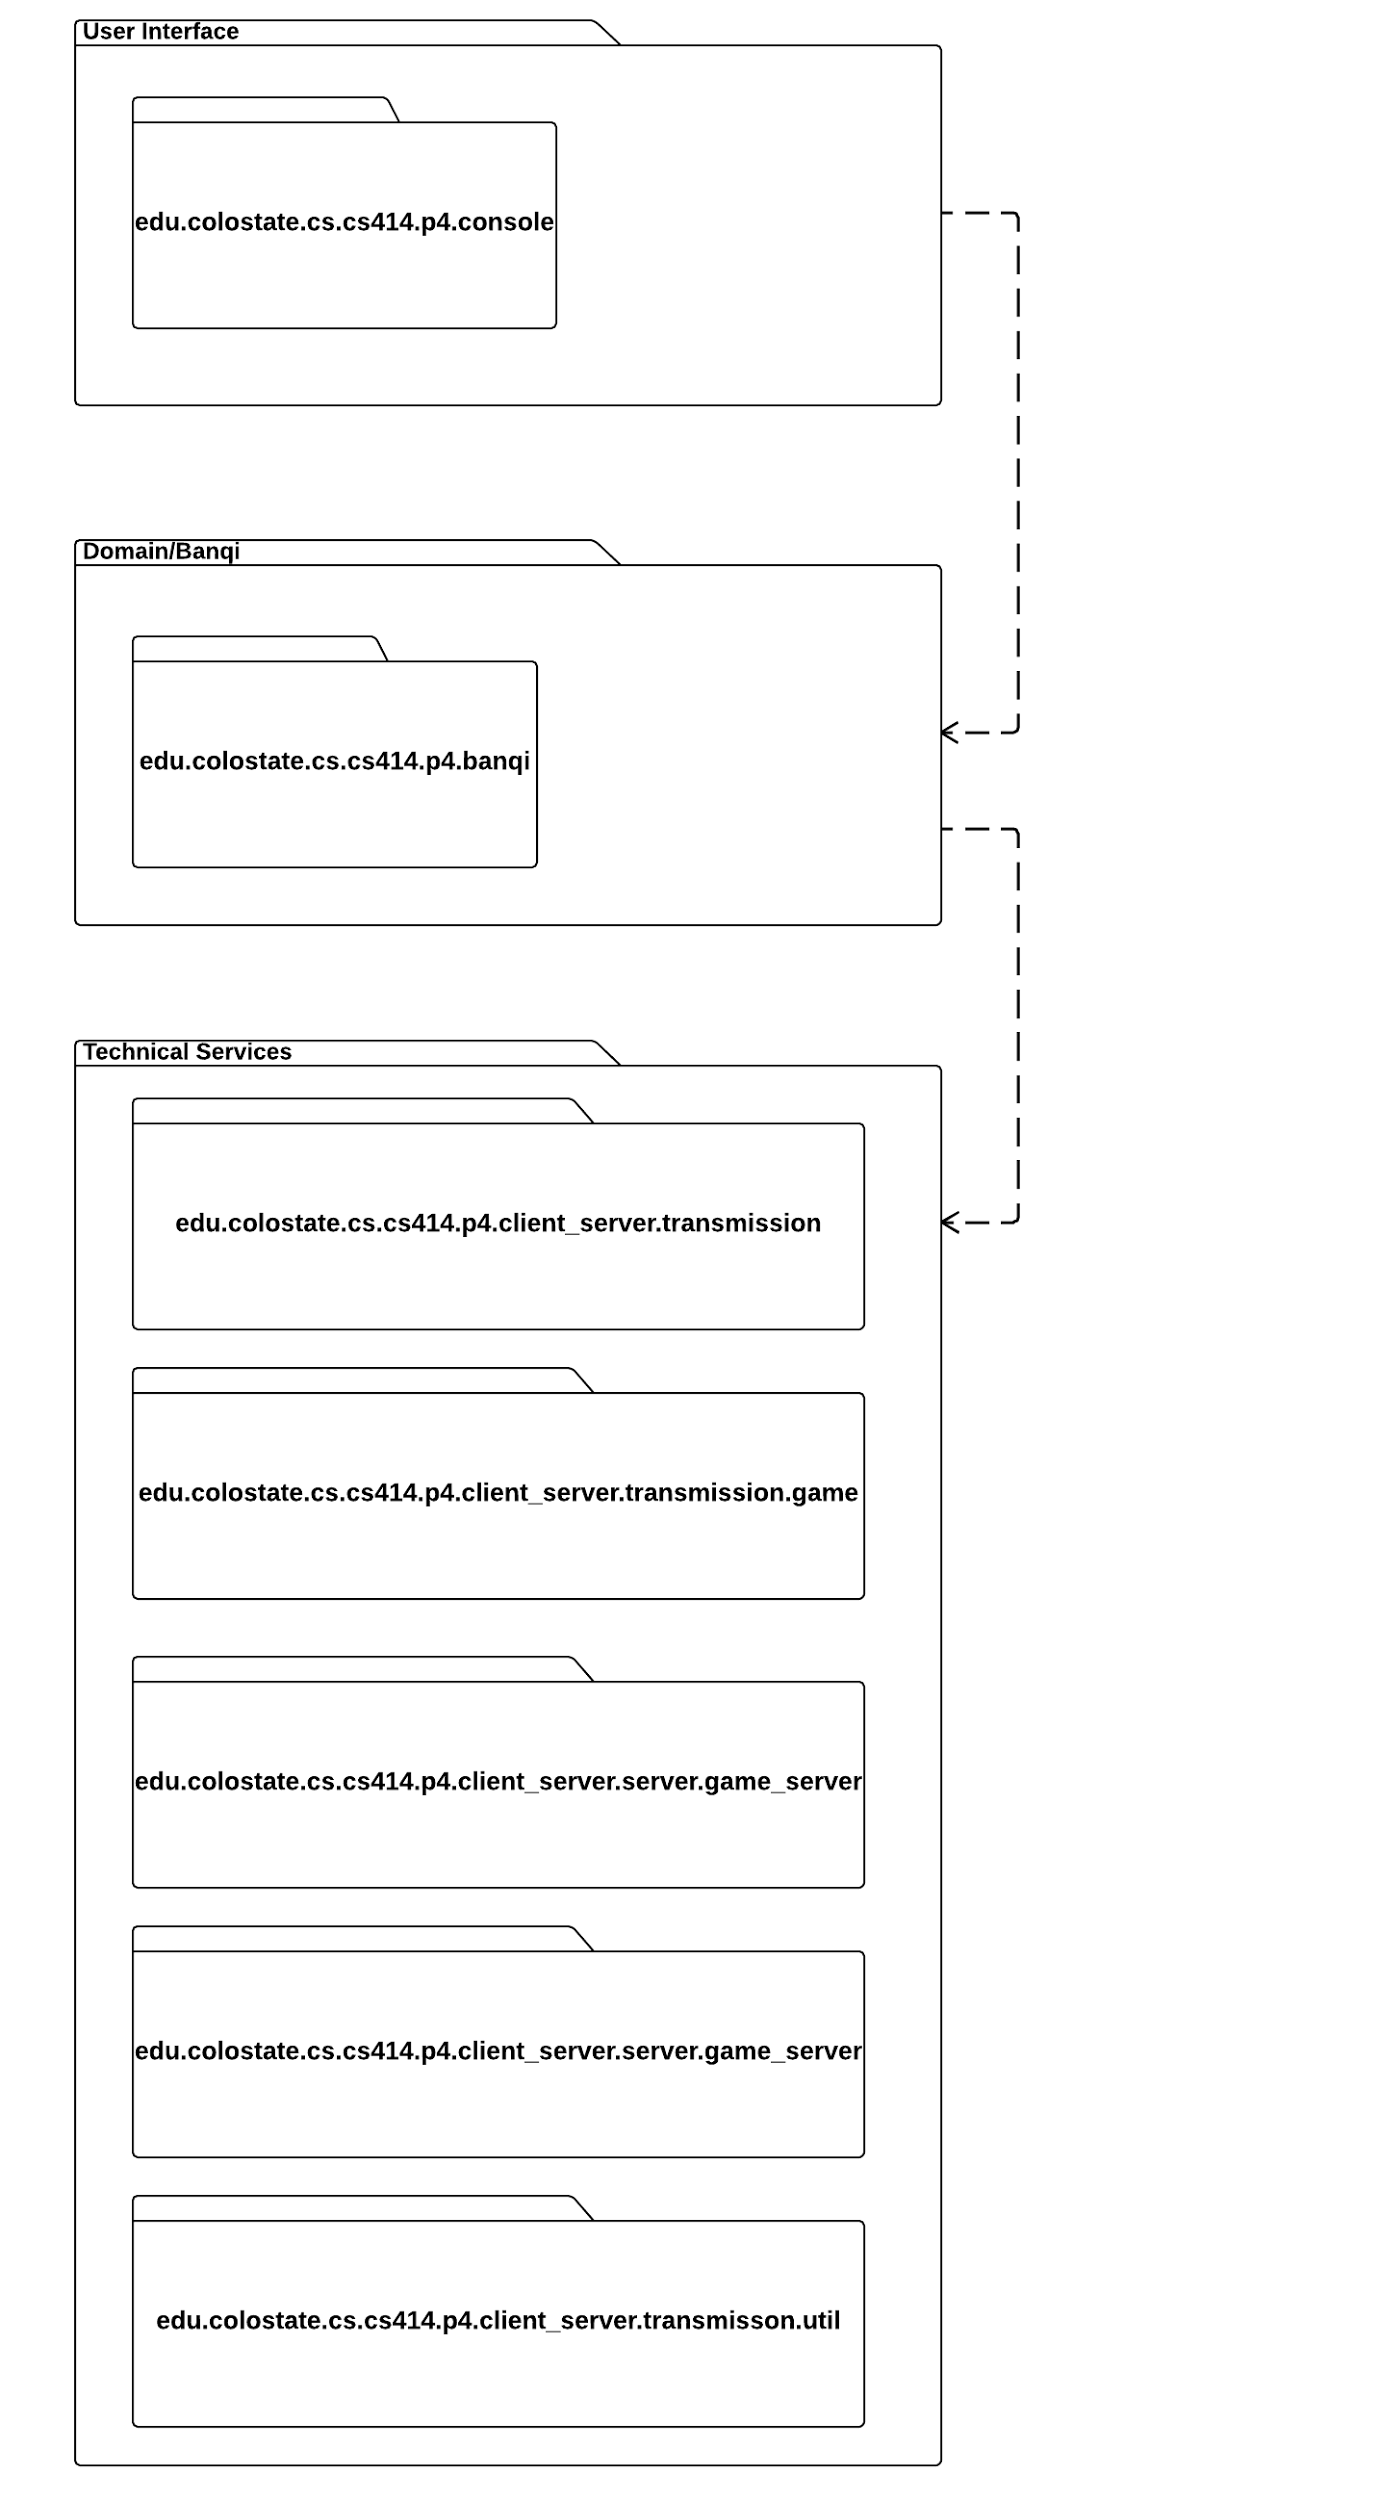 User Interface
edu.colostate.cs.cs414.p4.console
Domain/Banqi
edu.colostate.cs.cs414.p4.banqi
Technical Services
edu.colostate.cs.cs414.p4.client_server.transmission
edu.colostate.cs.cs414.p4.client_server.transmission.game
edu.colostate.cs.cs414.p4.client_server.server.game_server
edu.colostate.cs.cs414.p4.client_server.server.game_server
edu.colostate.cs.cs414.p4.client_server.transmisson.util